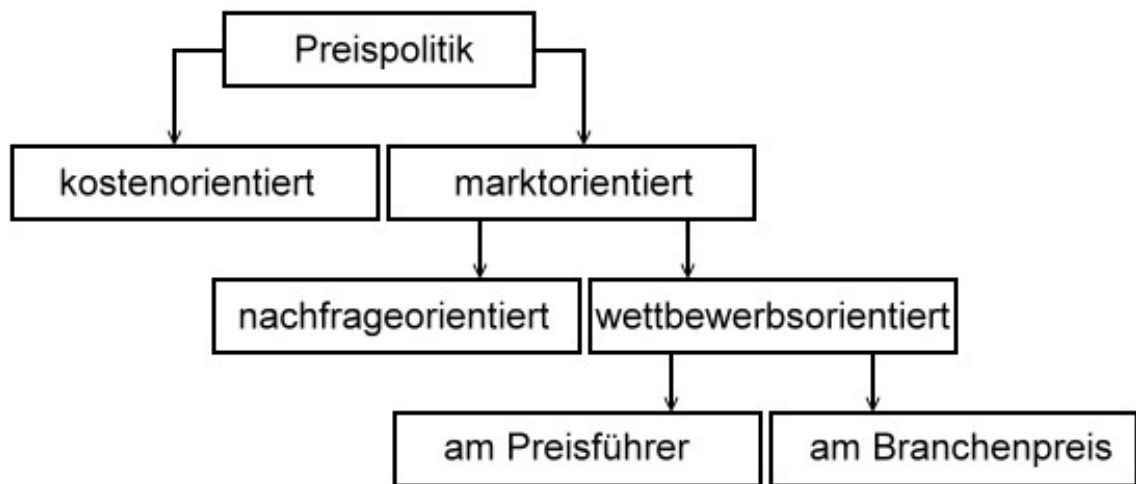 Preispolitik
kostenorientiert
marktorientiert
nachfrageorientiert
wettbewerbsorientiert
am Preisführer
am Branchenpreis